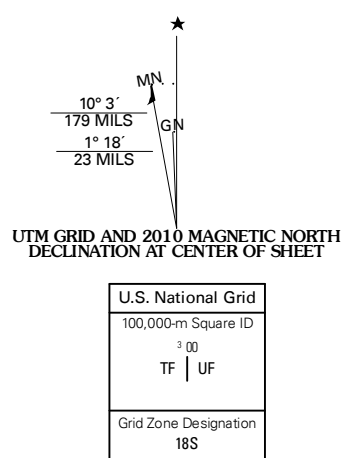 ★
MN
10° 3´
179 MILS
GN
1° 18´
23 MILS
UTM GRID AND 2010 MAGNETIC NORTH
DECLINATION AT CENTER OF SHEET
U.S. National Grid
100,000-m Square ID
3 00
TF UF
Grid Zone Designation
18S